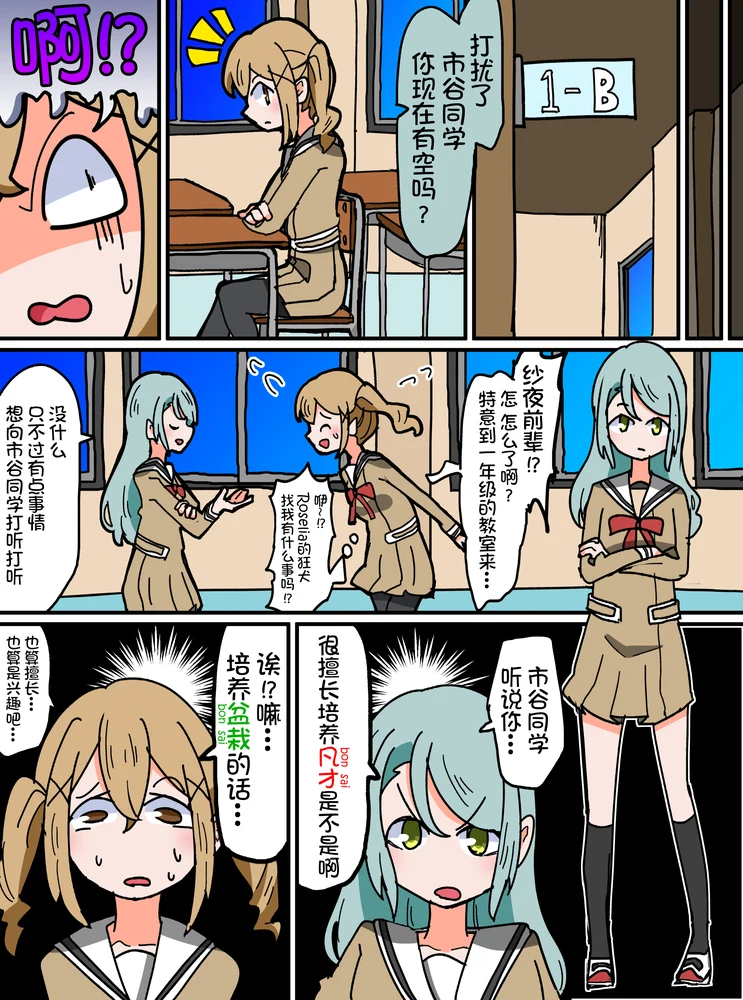 1-B
打扰了
市谷同学
你现在有空吗？
啊!?
纱夜前辈!?
怎 怎么了啊？
特意到一年级的教室来…
咿~!?
Roselia的狂犬
找我有什么事吗!?
没什么
只不过有点事情
想向市谷同学打听打听
市谷同学
听说你…
很擅长培养凡才是不是啊
bon sai
诶!?嘛…
培养盆栽的话…
bon sai
也算擅长…
也算是兴趣吧…